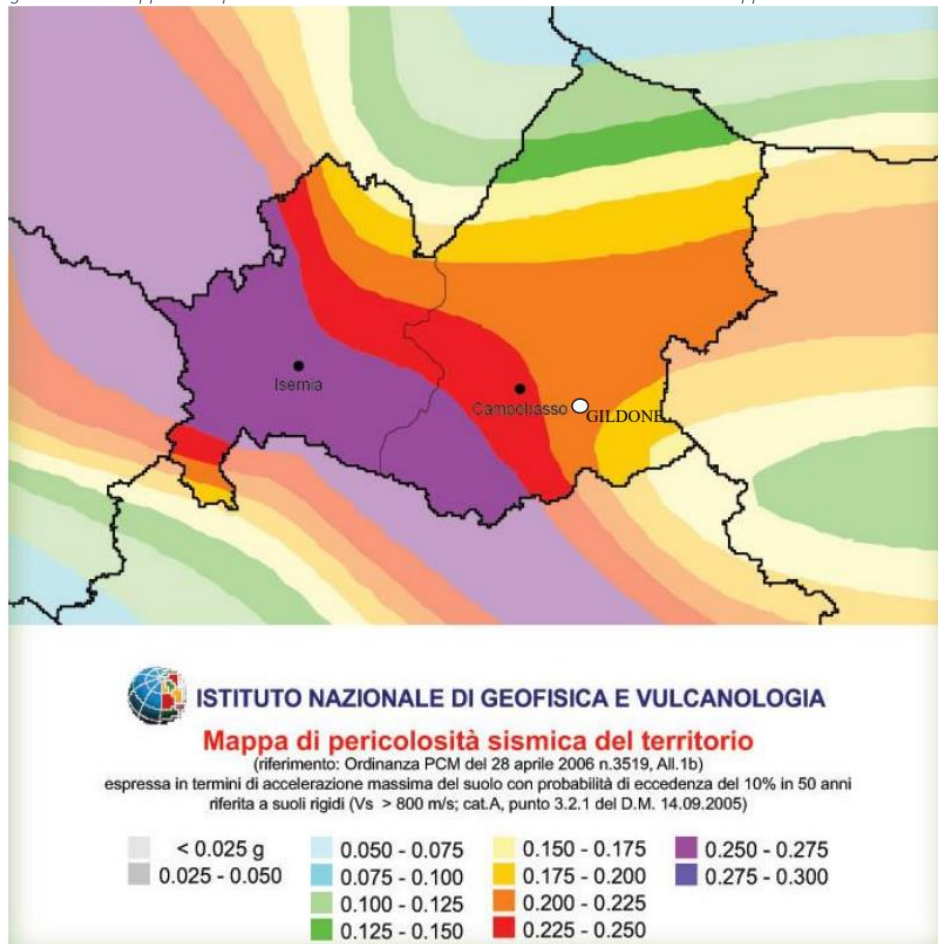 Isernia
Campobasso
GILDONE
ISTITUTO NAZIONALE DI GEOFISICA E VULCANOLOGIA
Mappa di pericolosità sismica del territorio
(riferimento: Ordinanza PCM del 28 aprile 2006 n.3519, All.1b)
espressa in termini di accelerazione massima del suolo con probabilità di eccedenza del 10% in 50 anni
riferita a suoli rigidi (Vs > 800 m/s; cat.A, punto 3.2.1 del D.M. 14.09.2005)
< 0.025 g
0.025 - 0.050
0.050 - 0.075
0.075 - 0.100
0.100 - 0.125
0.125 - 0.150
0.150 - 0.175
0.175 - 0.200
0.200 - 0.225
0.225 - 0.250
0.250 - 0.275
0.275 - 0.300